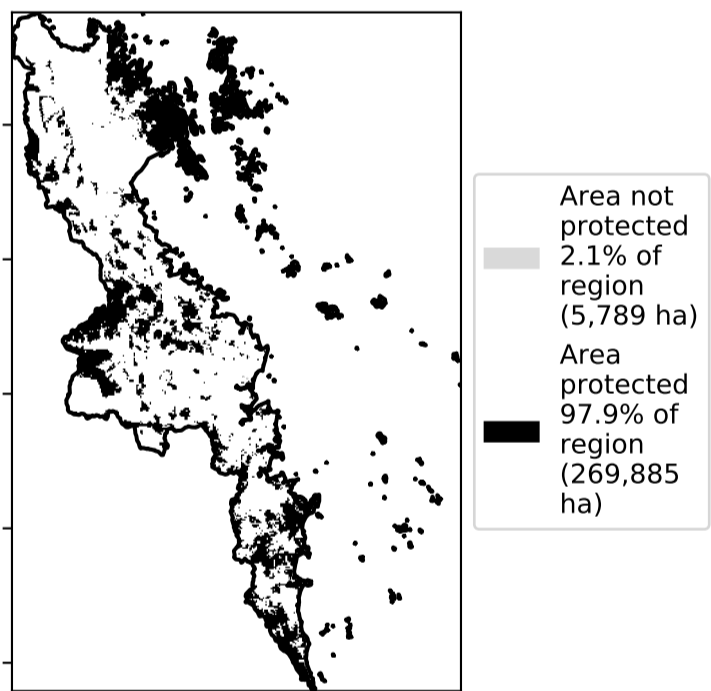 Area not
protected
2.1% of
region
(5,789 ha)
Area
protected
97.9% of
region
(269,885
ha)